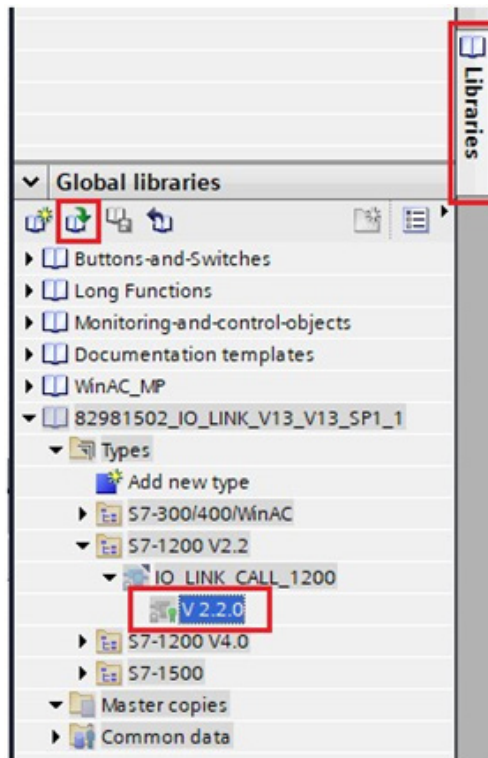 Libraries
Global libraries
Buttons-and-Switches
Long Functions
Monitoring-and-control-objects
Documentation templates
WinAC_MP
82981502_IO_LINK_V13_V13_SP1_1
Types
Add new type
S7-300/400/WinAC
S7-1200 V2.2
IO_LINK_CALL_1200
V 2.2.0
S7-1200 V4.0
S7-1500
Master copies
Common data